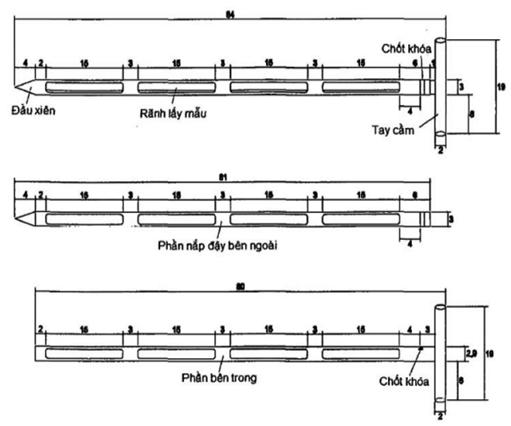 84
Chốt khóa
4 2 15 3 15 3 15 3 15 6 1
3
19
Đầu xiên
Rãnh lấy mẫu
4
Tay cầm
8
2
81
4 2 15 3 15 3 15 3 15 6
3
Phần nắp đậy bên ngoài
4
80
2 15 3 15 3 15 3 15 4 3
2,9
19
Phần bên trong
Chốt khóa
8
2